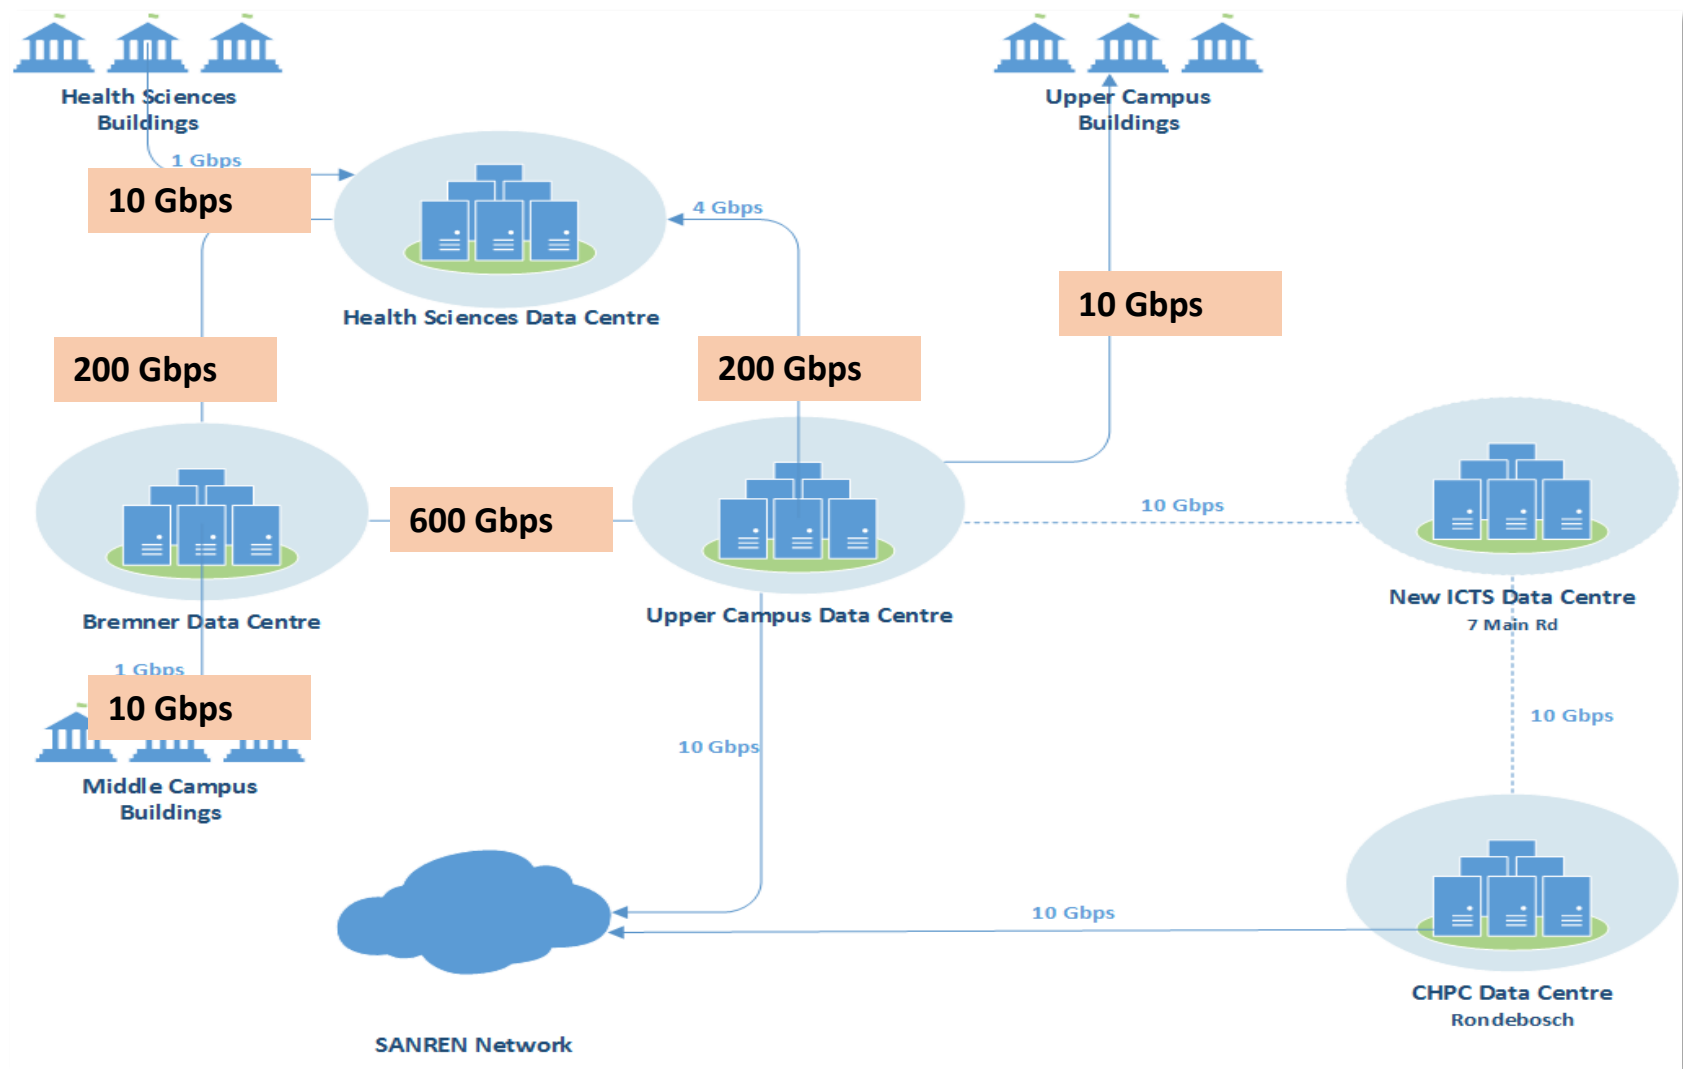 Health Sciences
Buildings
Upper Campus
Buildings
1 Gbps
10 Gbps
4 Gbps
10 Gbps
Health Sciences Data Centre
200 Gbps
200 Gbps
600 Gbps
10 Gbps
Bremner Data Centre
Upper Campus Data Centre
New ICTS Data Centre
7 Main Rd
1 Gbps
10 Gbps
10 Gbps
10 Gbps
Middle Campus
Buildings
10 Gbps
CHPC Data Centre
Rondebosch
SANREN Network